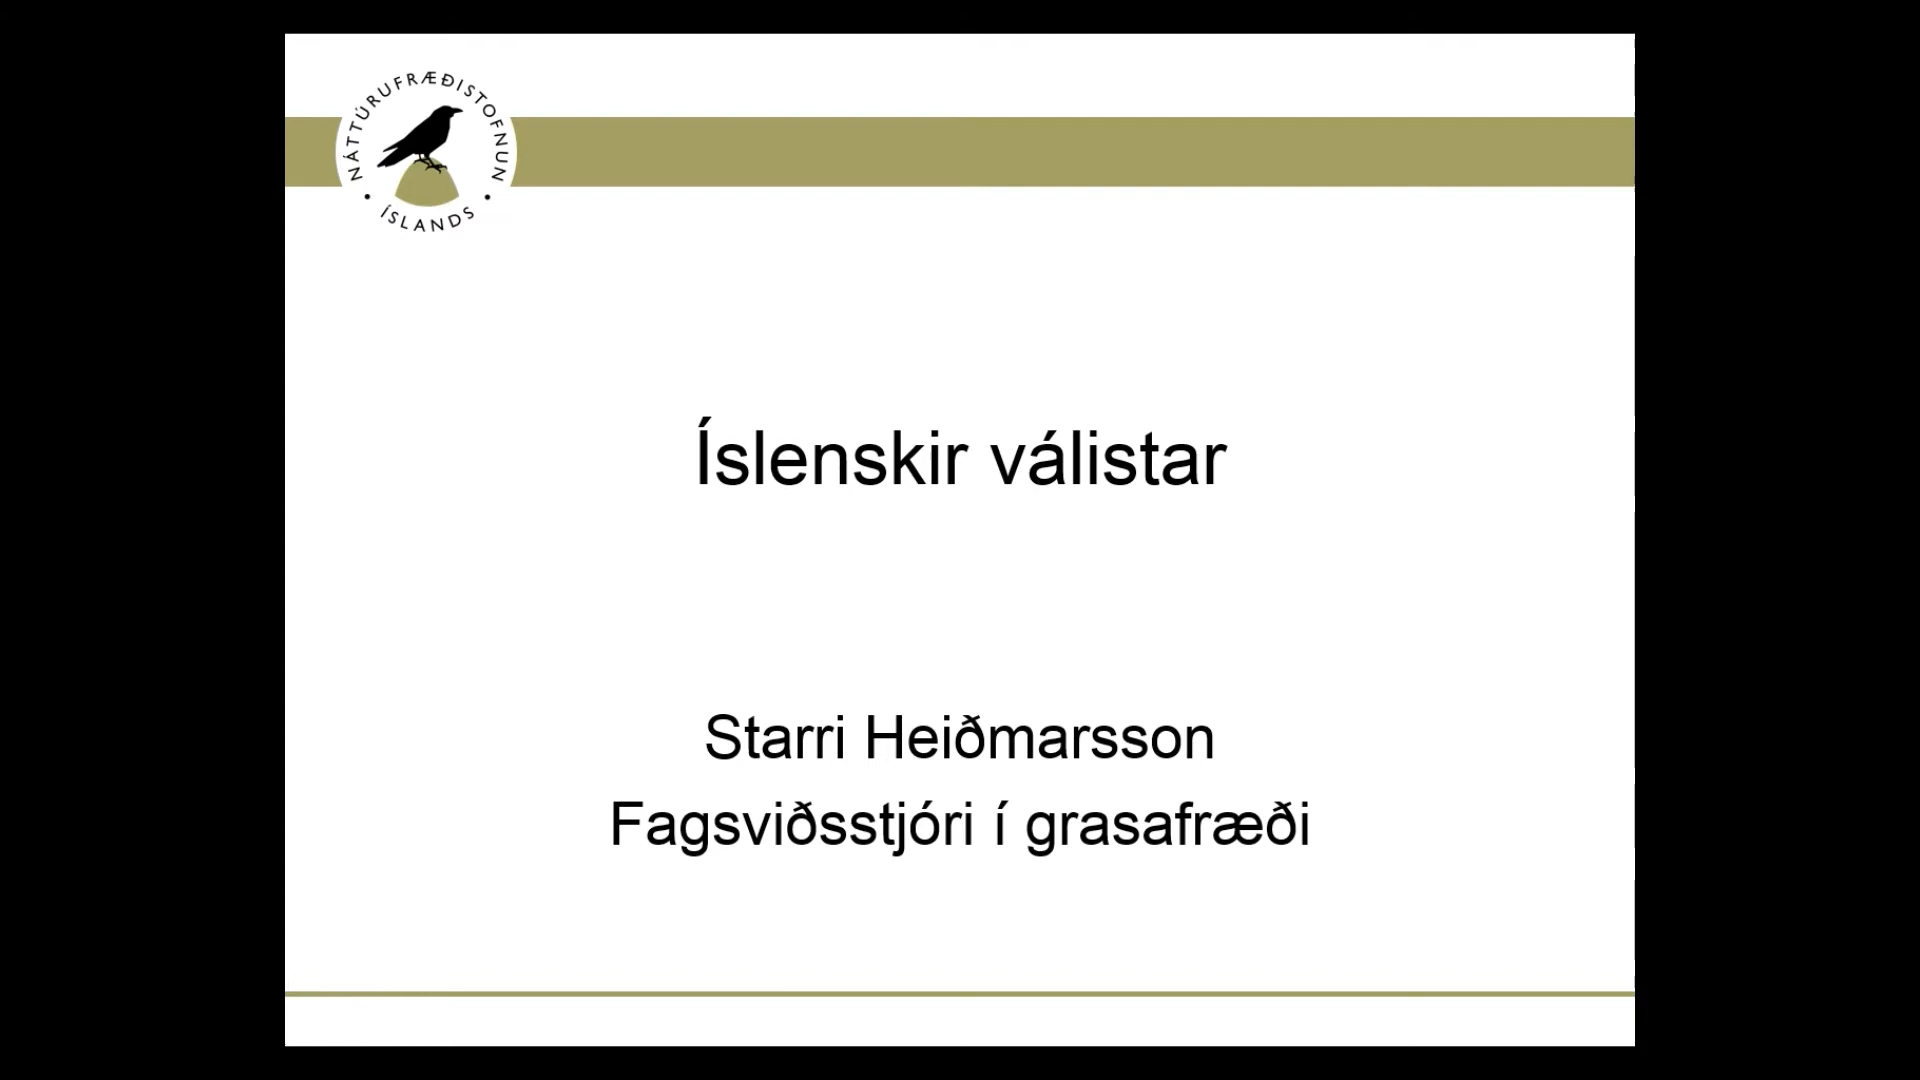 NÁTTÚRUFRÆÐISTOFNUN
ÍSLANDS
Íslenskir válistar
Starri Heiðmarsson
Fagsviðsstjóri í grasafræði